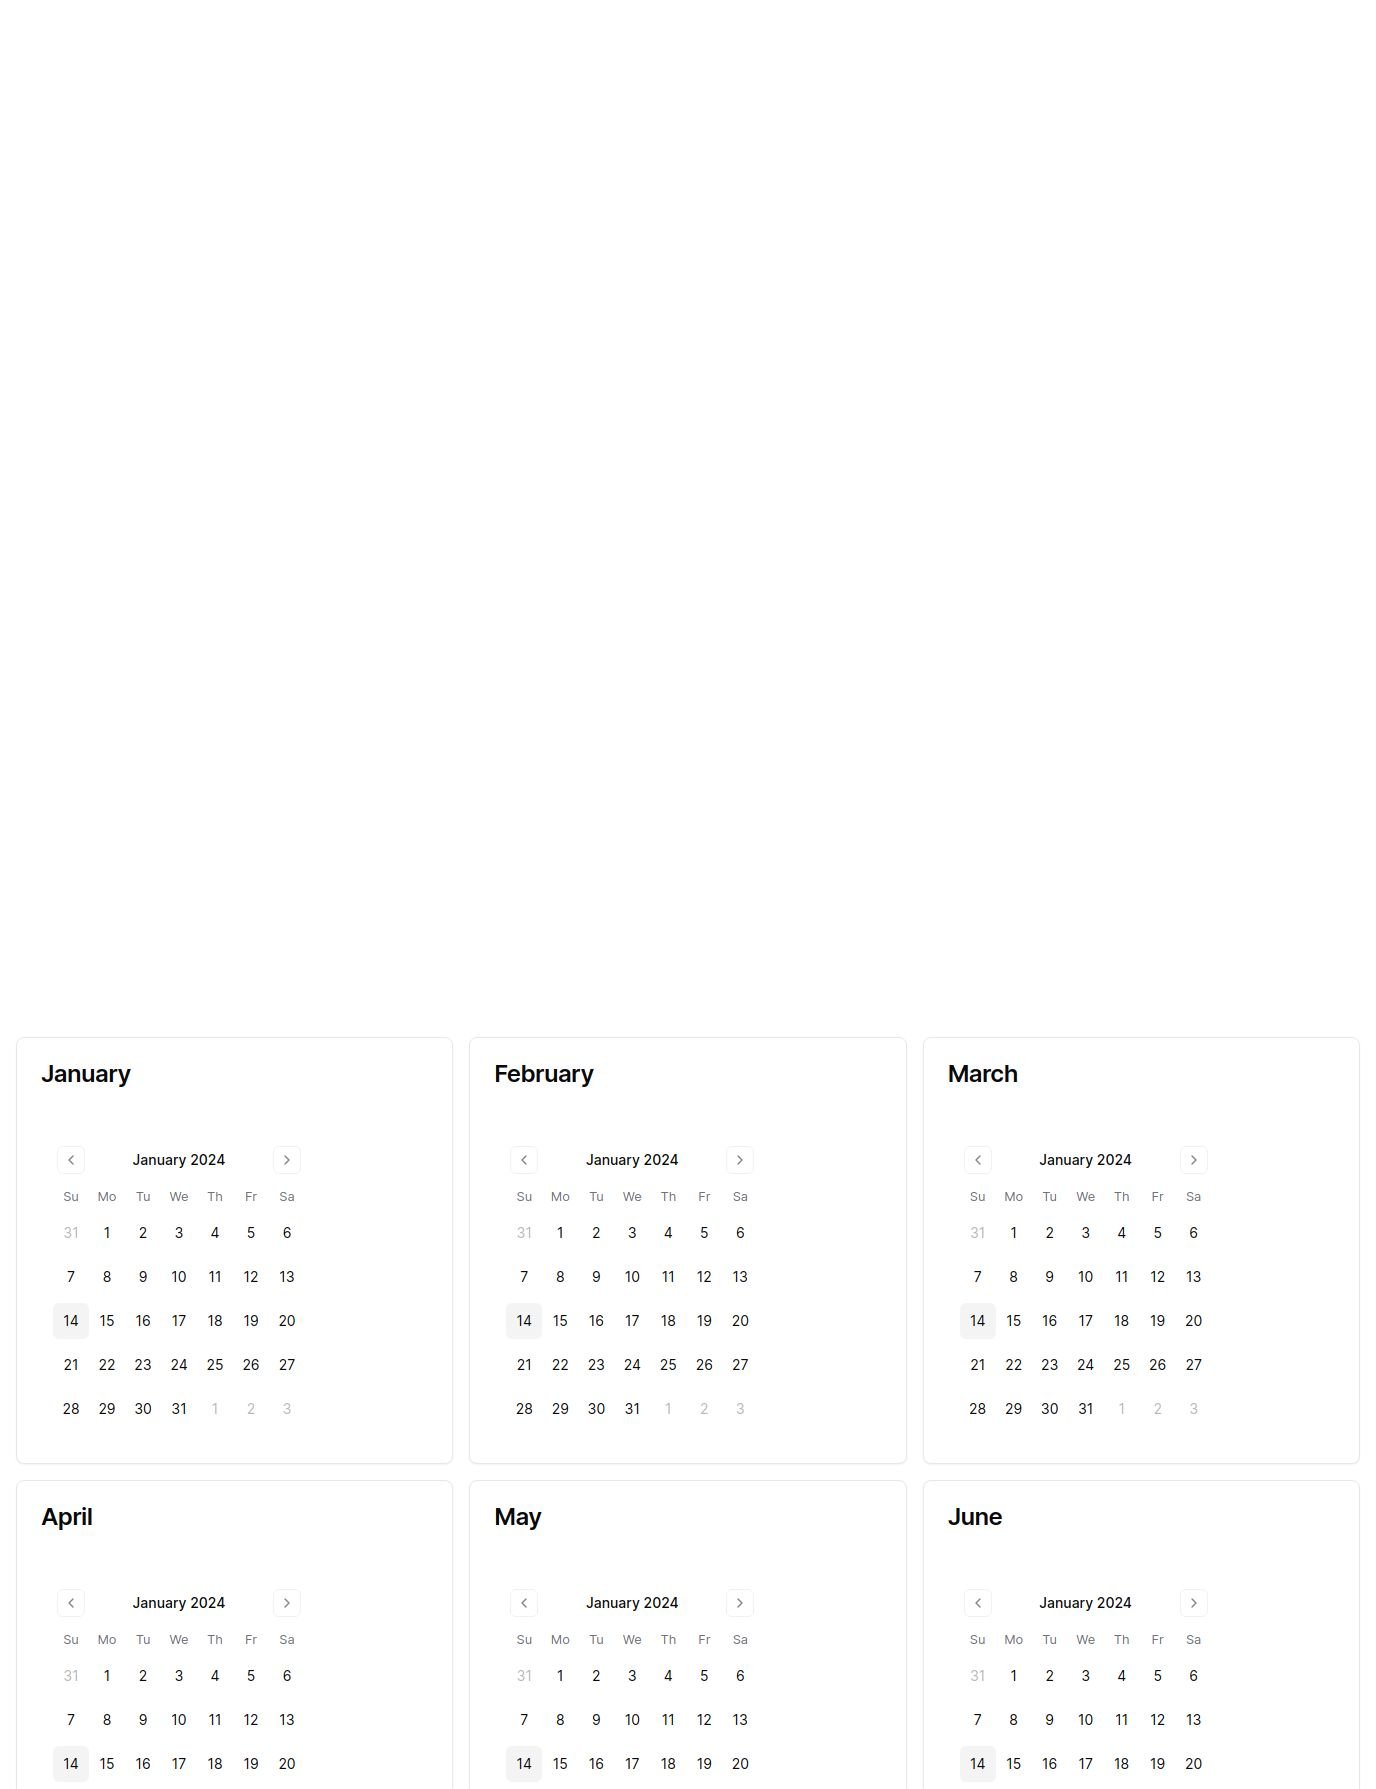 January
January 2024
Su Mo Tu We Th Fr Sa
31 1 2 3 4 5 6
7 8 9 10 11 12 13
14 15 16 17 18 19 20
21 22 23 24 25 26 27
28 29 30 31 1 2 3
February
January 2024
Su Mo Tu We Th Fr Sa
31 1 2 3 4 5 6
7 8 9 10 11 12 13
14 15 16 17 18 19 20
21 22 23 24 25 26 27
28 29 30 31 1 2 3
March
January 2024
Su Mo Tu We Th Fr Sa
31 1 2 3 4 5 6
7 8 9 10 11 12 13
14 15 16 17 18 19 20
21 22 23 24 25 26 27
28 29 30 31 1 2 3
April
January 2024
Su Mo Tu We Th Fr Sa
31 1 2 3 4 5 6
7 8 9 10 11 12 13
14 15 16 17 18 19 20
May
January 2024
Su Mo Tu We Th Fr Sa
31 1 2 3 4 5 6
7 8 9 10 11 12 13
14 15 16 17 18 19 20
June
January 2024
Su Mo Tu We Th Fr Sa
31 1 2 3 4 5 6
7 8 9 10 11 12 13
14 15 16 17 18 19 20